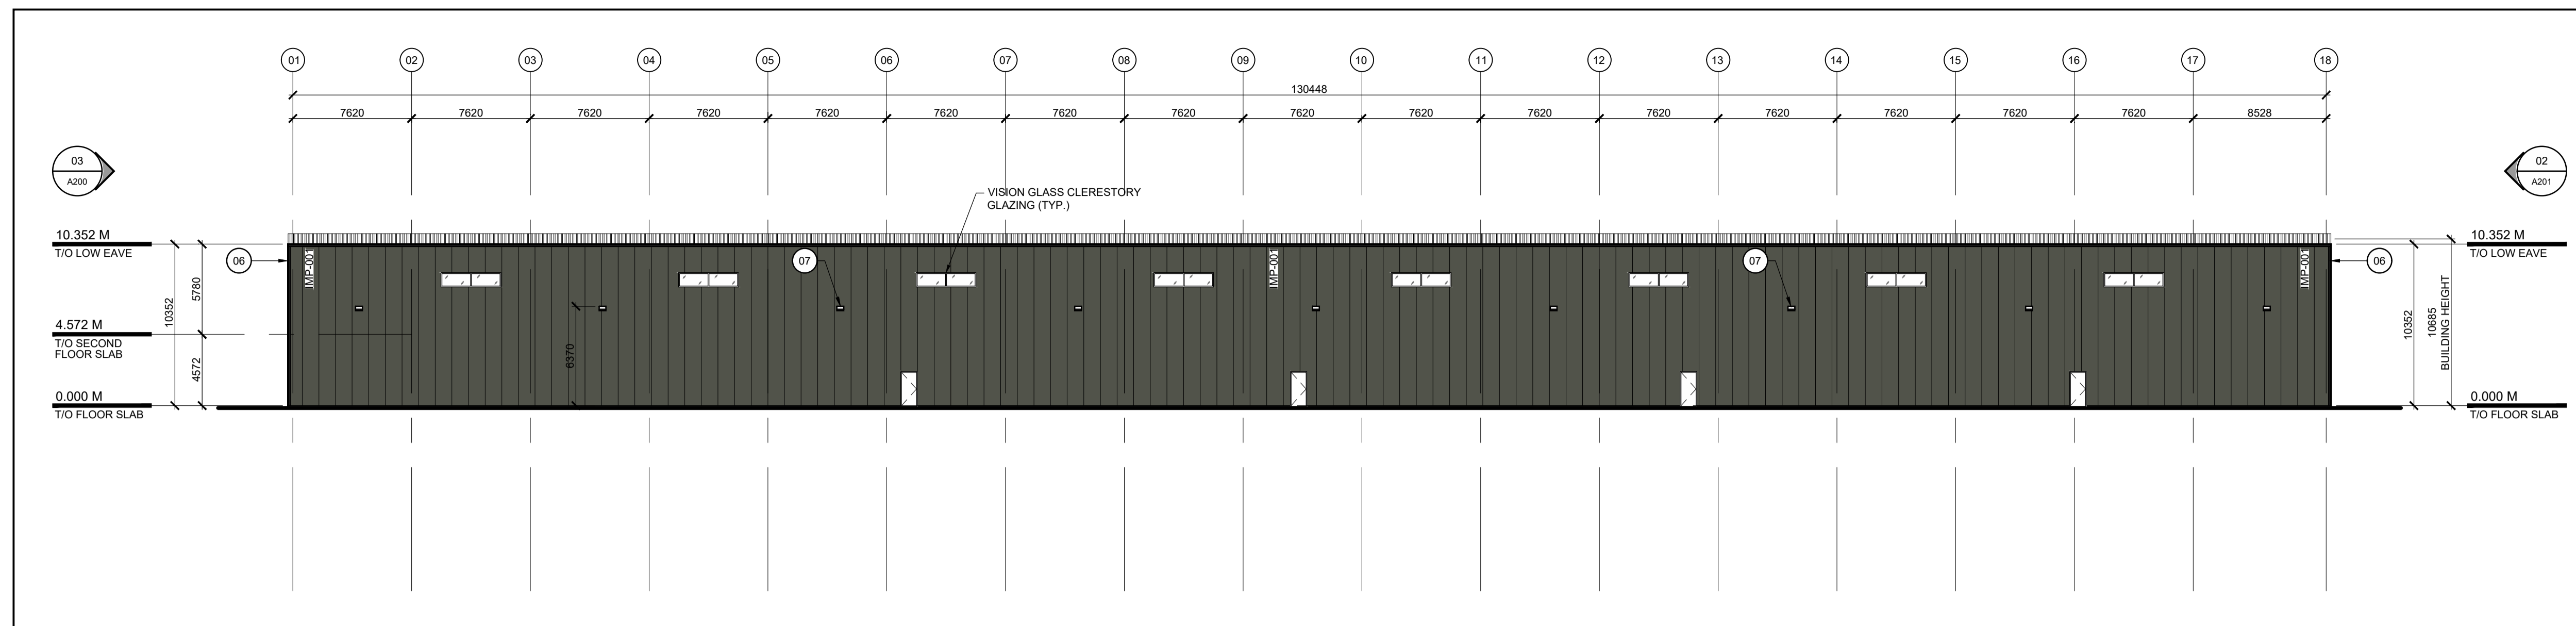 01 02 03 04 05 06 07 08 09 10 11 12 13 14 15 16 17 18
130448
7620 7620 7620 7620 7620 7620 7620 7620 7620 7620 7620 7620 7620 7620 7620 7620 8528
03
A200
02
A201
VISION GLASS CLERESTORY
GLAZING (TYP.)
10.352 M
T/O LOW EAVE
4.572 M
T/O SECOND
FLOOR SLAB
0.000 M
T/O FLOOR SLAB
10352
5780
4572
06
IMP-001
07
6370
IMP-001
07
IMP-001
06
10352
10685
BUILDING HEIGHT
10.352 M
T/O LOW EAVE
0.000 M
T/O FLOOR SLAB